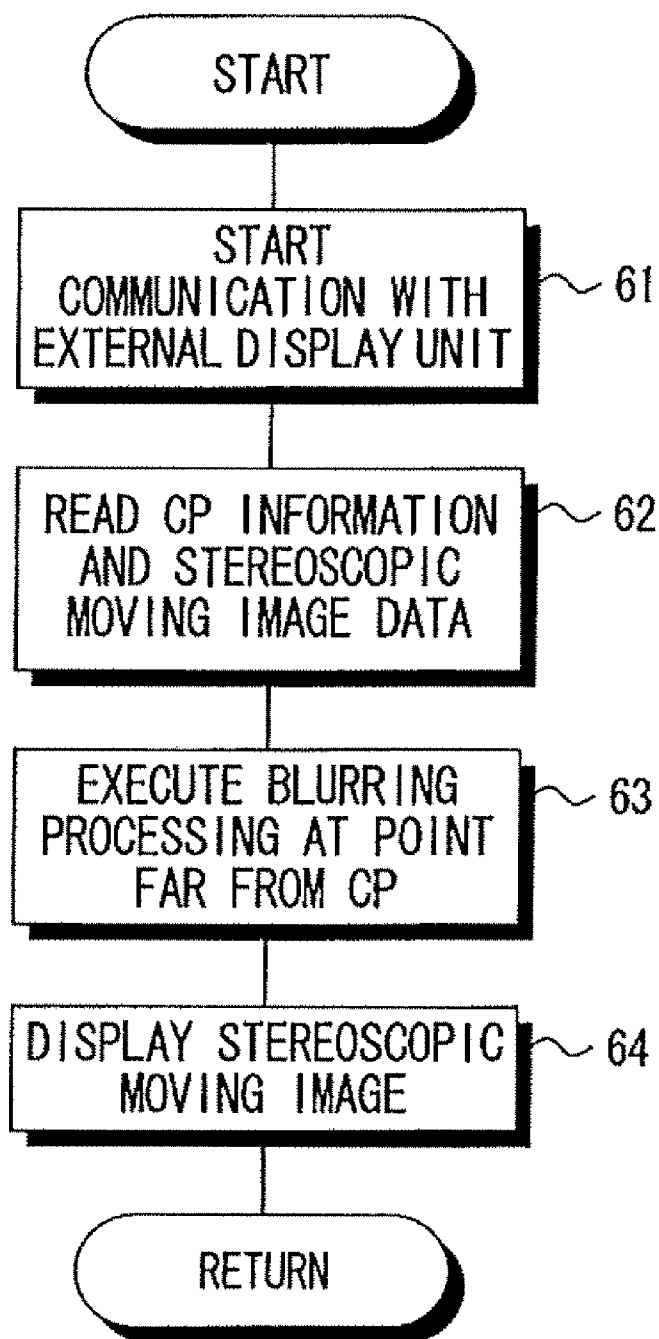 START
START
COMMUNICATION WITH
EXTERNAL DISPLAY UNIT
61
READ CP INFORMATION
AND STEREOSCOPIC
MOVING IMAGE DATA
62
EXECUTE BLURRING
PROCESSING AT POINT
FAR FROM CP
63
DISPLAY STEREOSCOPIC
MOVING IMAGE
64
RETURN